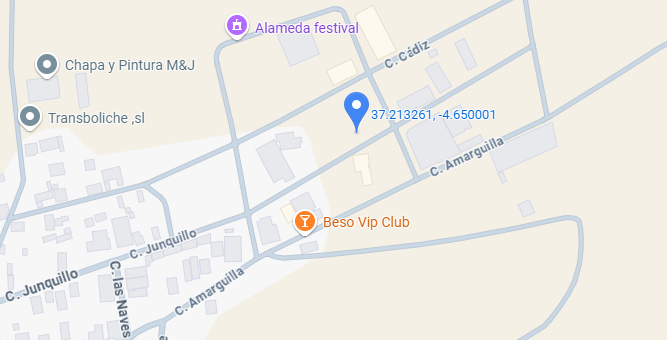 Alameda festival
C. Cádiz
Chapa y Pintura M&J
Transboliche ,sl
37.213261, -4.650001
C. Amarguilla
Beso Vip Club
C. Junquillo
C. Junquillo
C. las Naves
C. Amarguilla